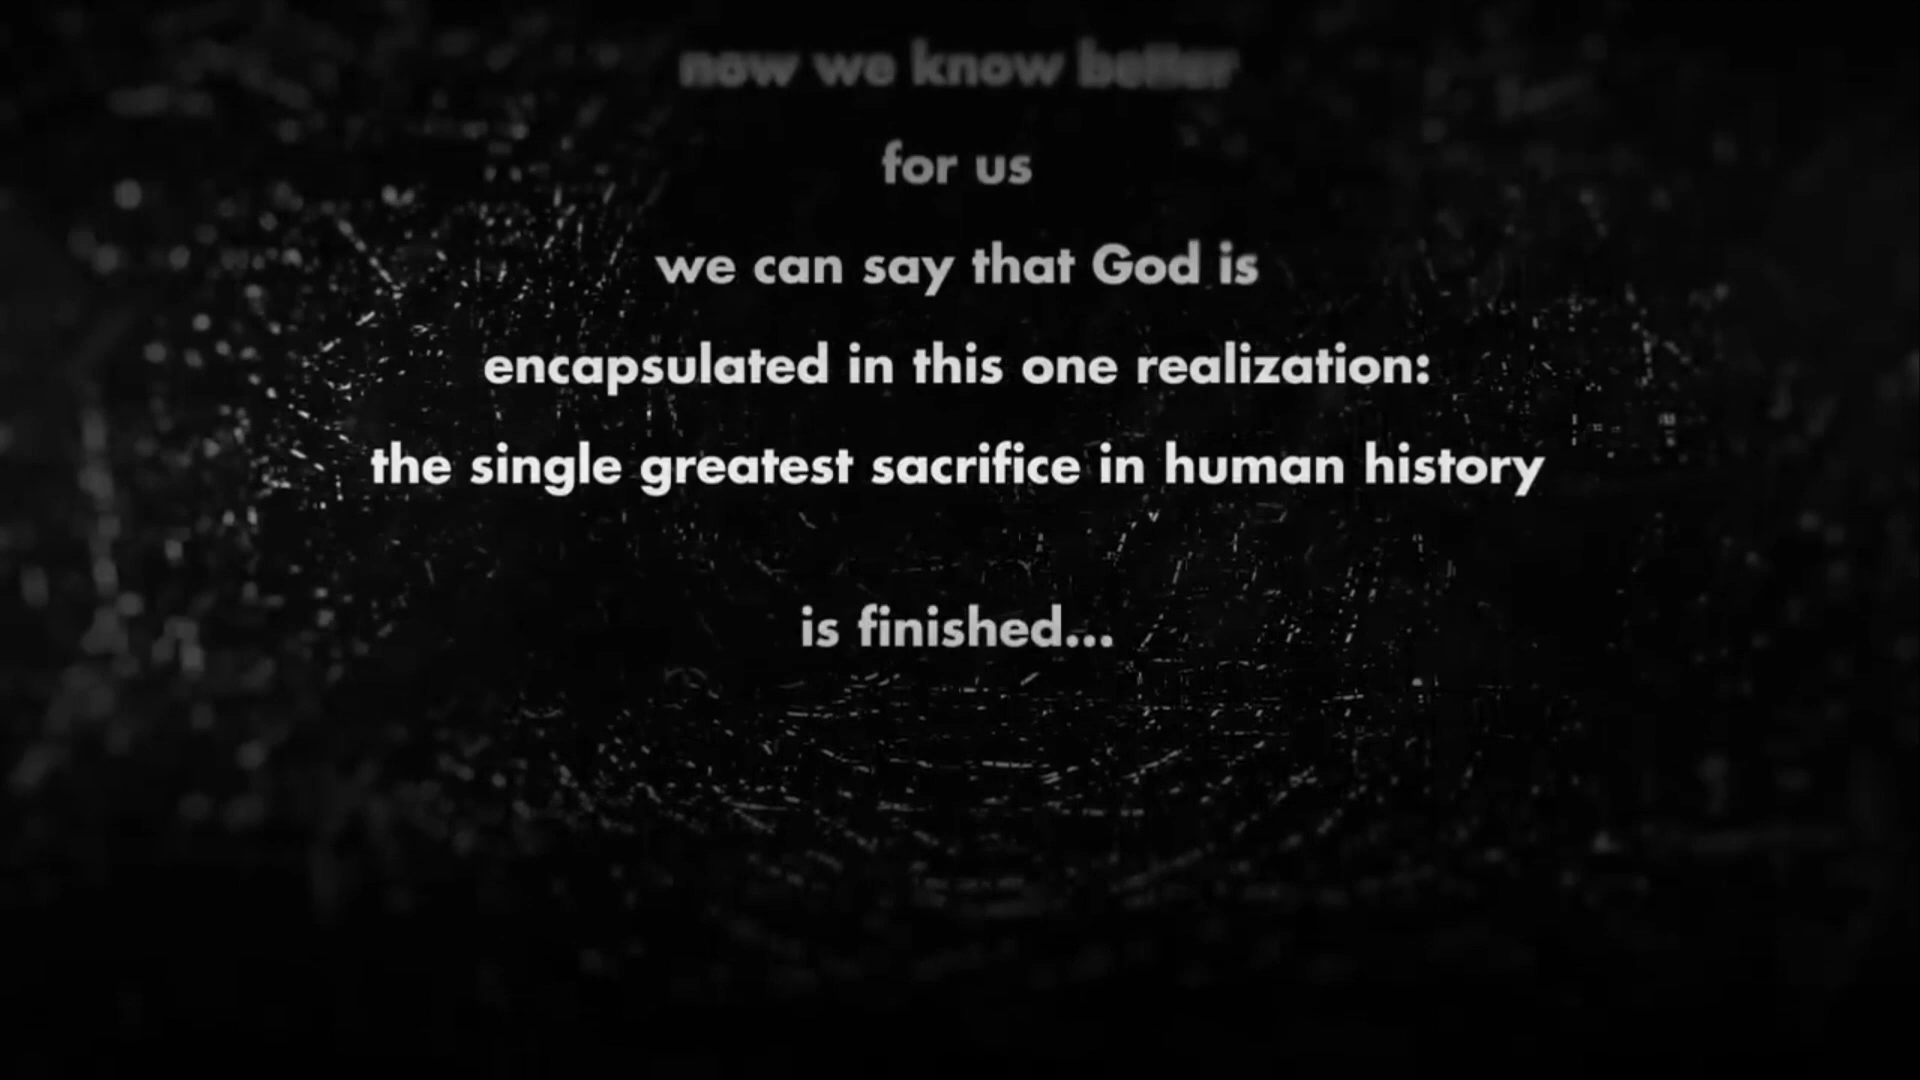 now we know better
for us
we can say that God is
encapsulated in this one realization:
the single greatest sacrifice in human history
is finished...